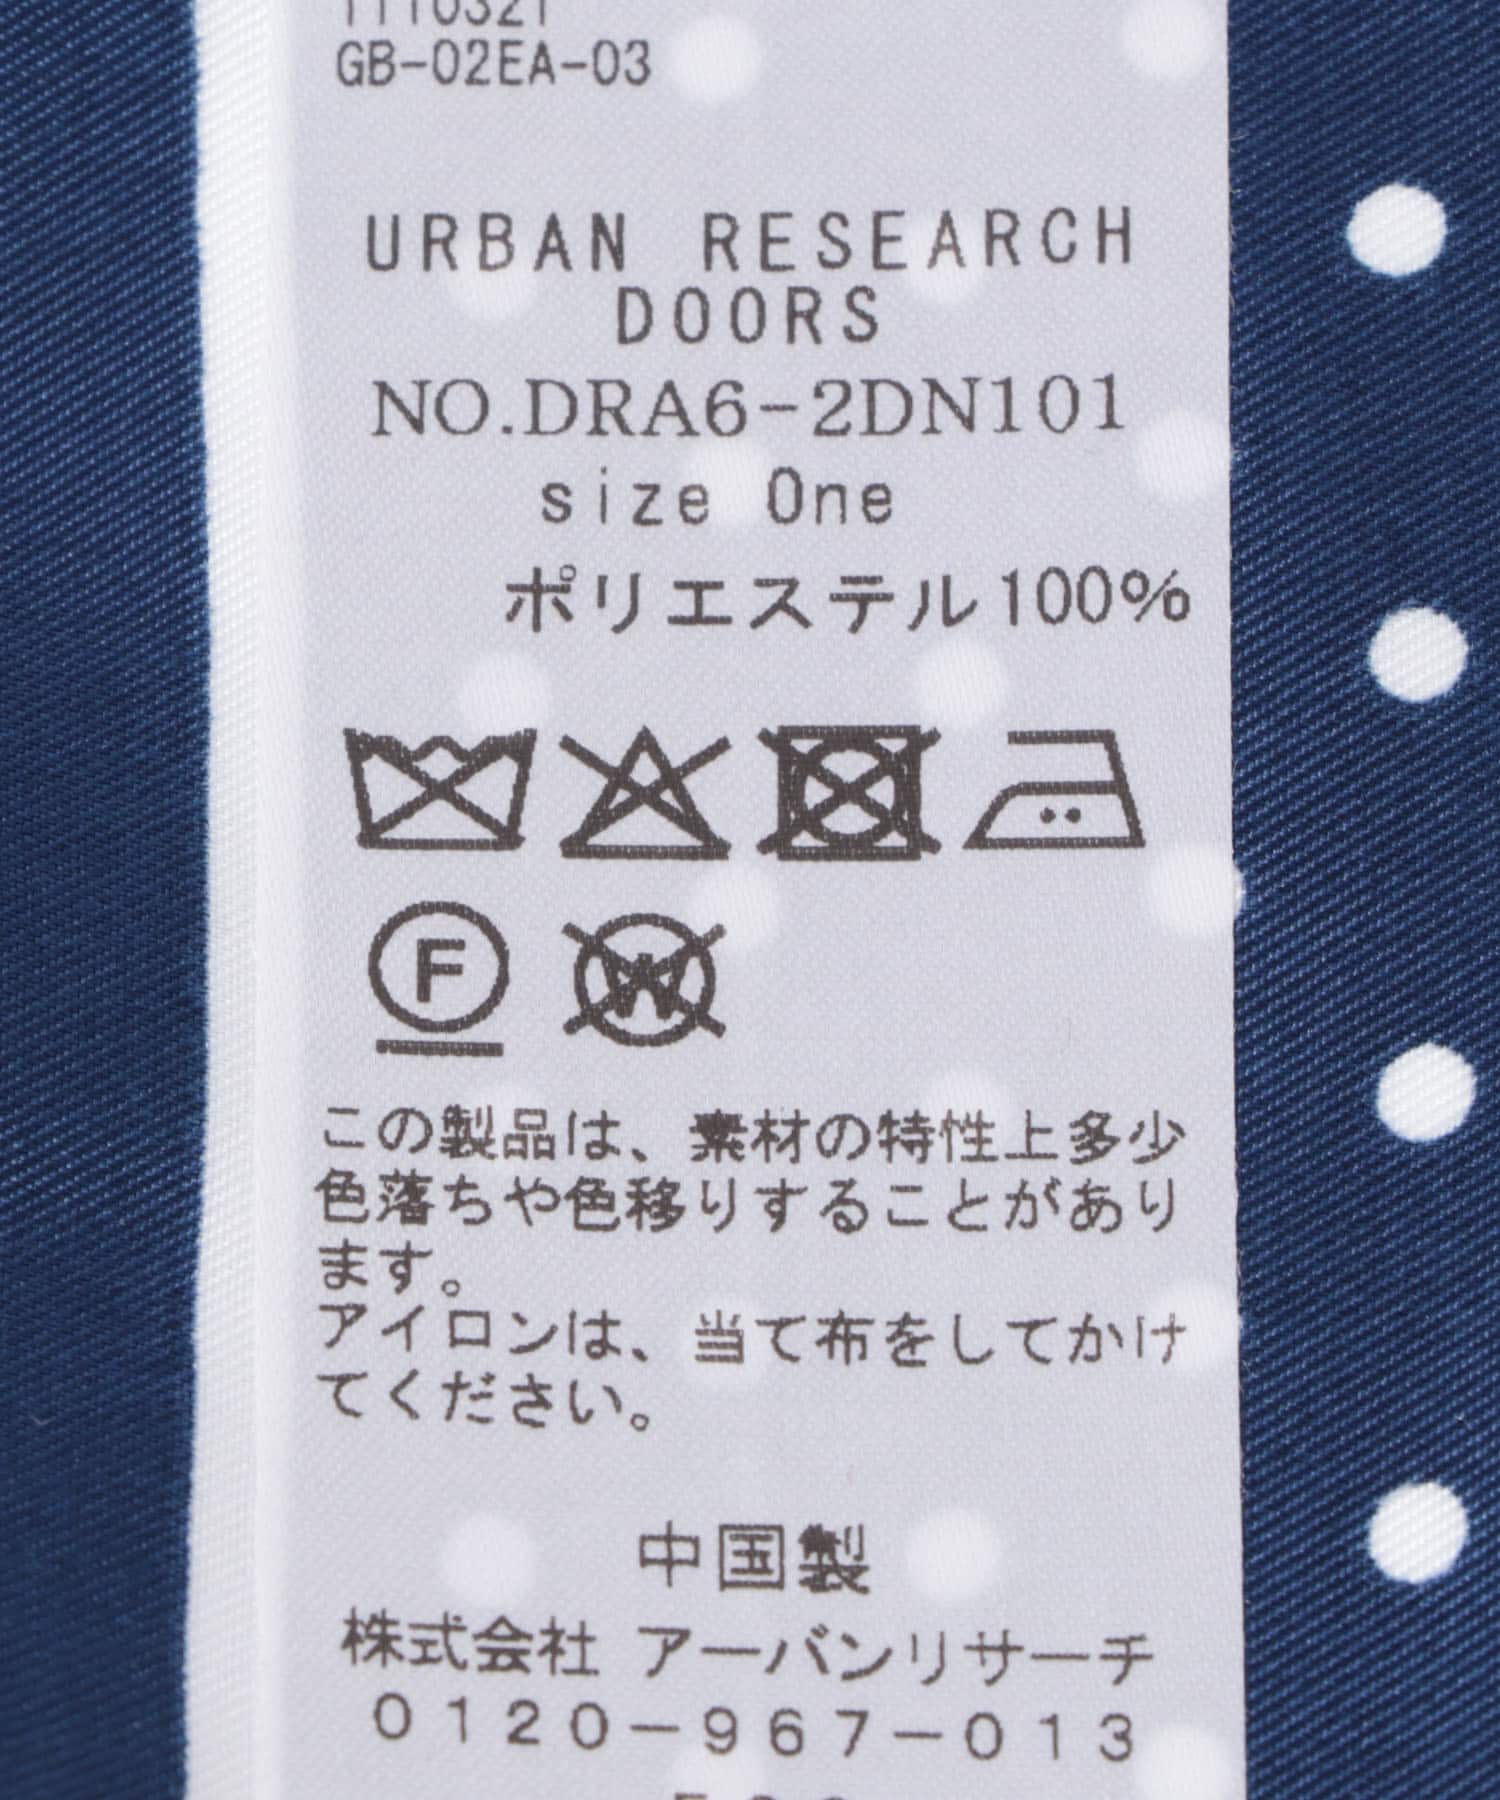 1110321
GB-02EA-03
URBAN RESEARCH
DOORS
NO.DRA6-2DN101
size One
ポリエステル100%
F
W
この製品は、素材の特性上多少
色落ちや色移りすることがあり
ます。
アイロンは、当て布をしてかけ
てください。
中国製
株式会社 アーバンリサーチ
0120-967-013